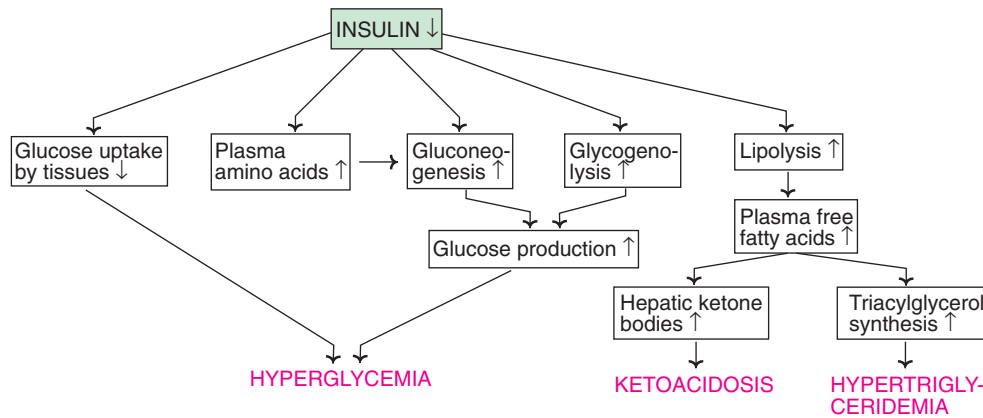 INSULIN ↓
Glucose uptake
by tissues ↓
Plasma
amino acids ↑
Gluconeo-
genesis ↑
Glycogeno-
lysis ↑
Lipolysis ↑
Glucose production ↑
Plasma free
fatty acids ↑
Hepatic ketone
bodies ↑
Triacylglycerol
synthesis ↑
HYPERGLYCEMIA
KETOACIDOSIS
HYPERTRIGLY-
CERIDEMIA